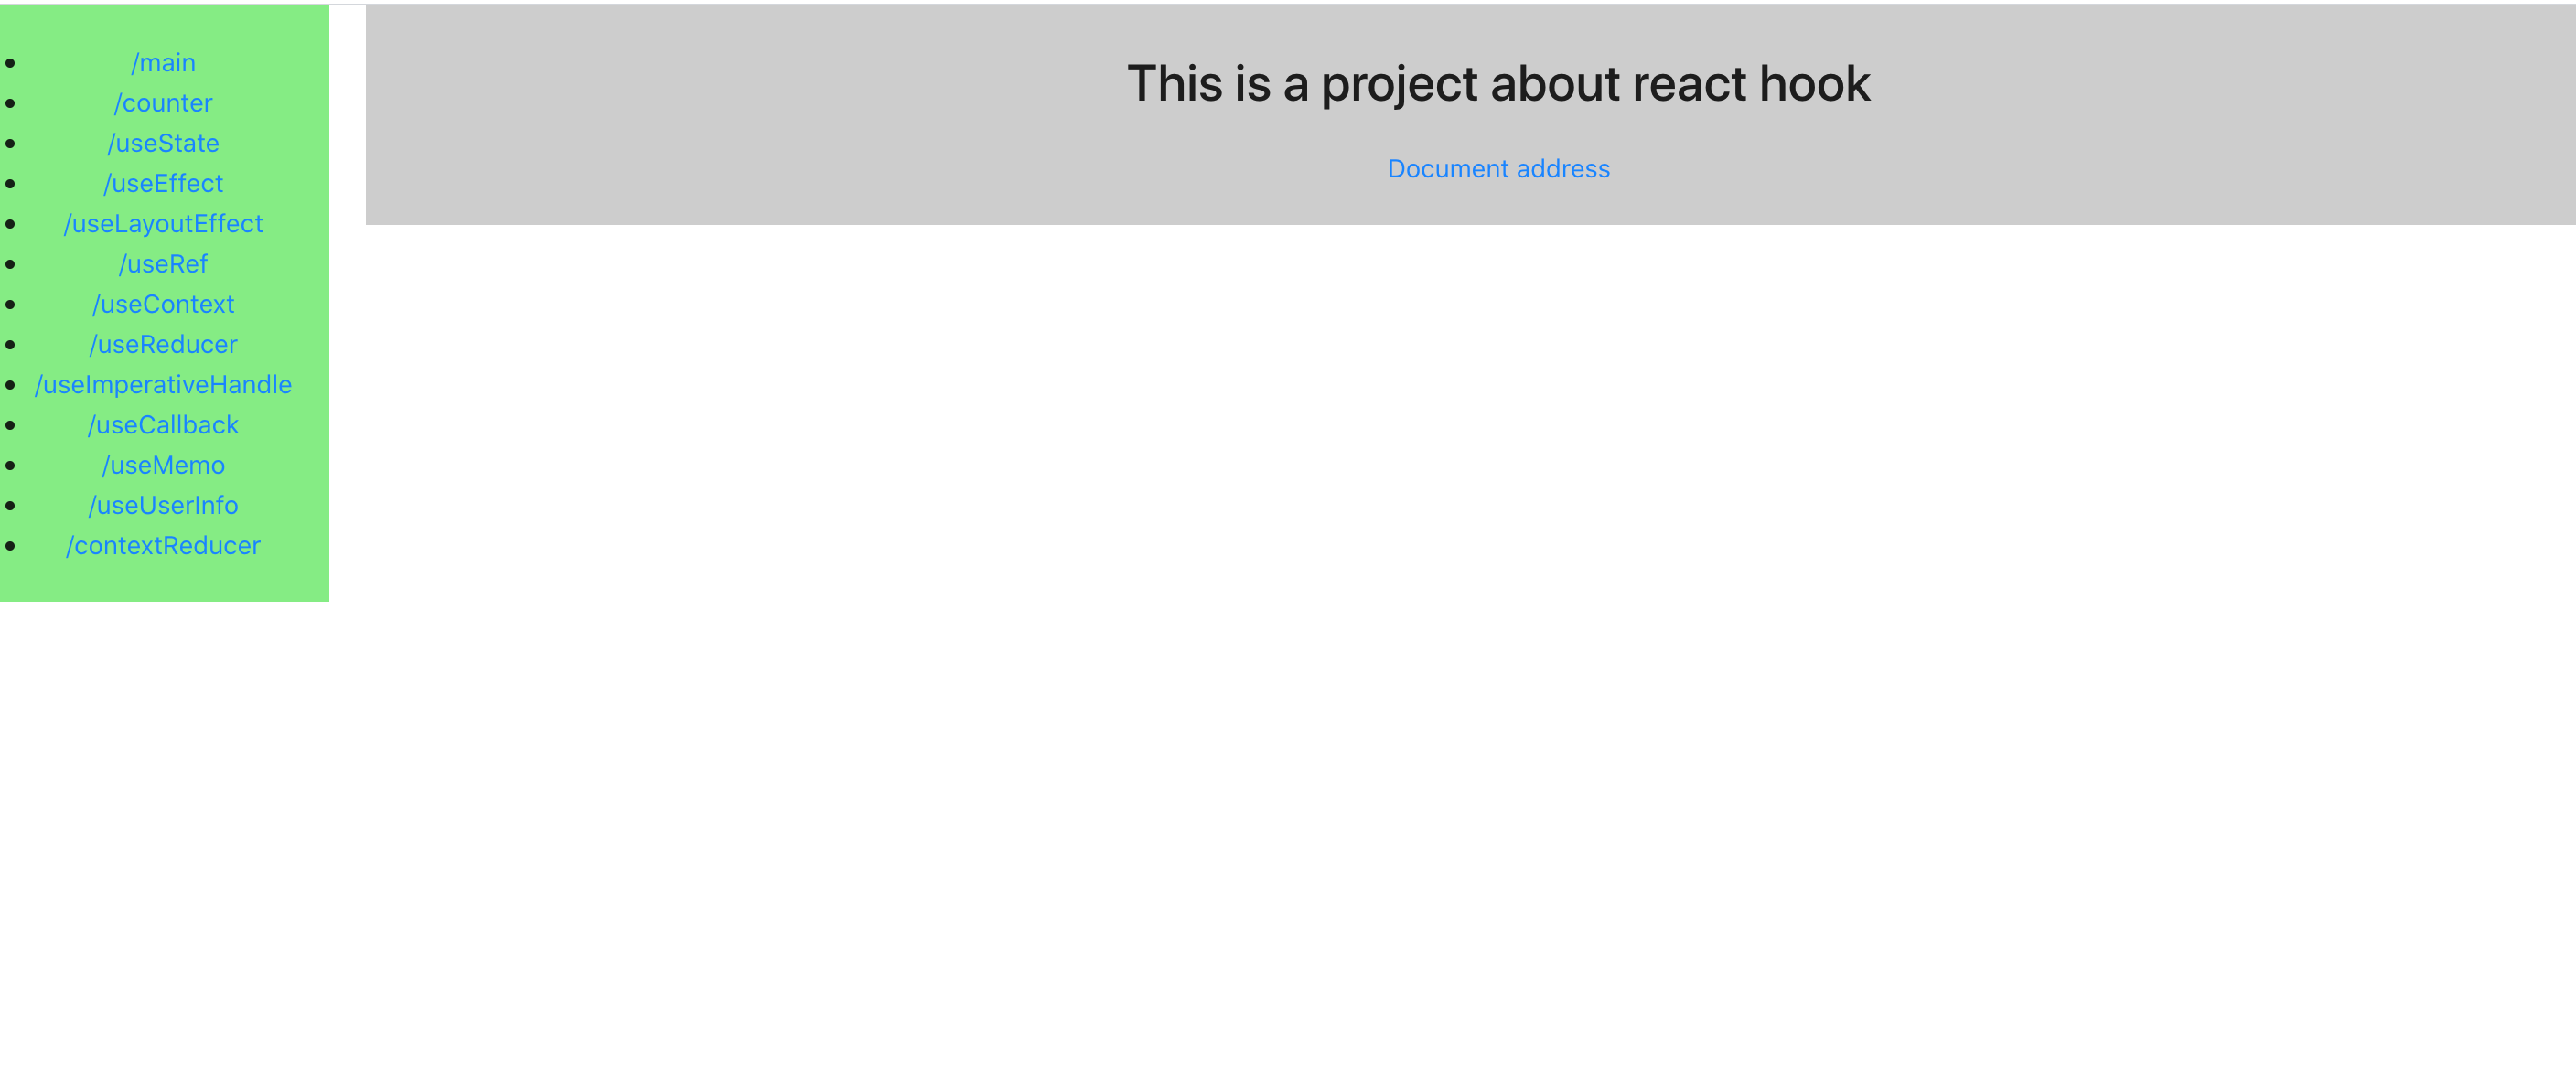 /main
/counter
/useState
/useEffect
/useLayoutEffect
/useRef
/useContext
/useReducer
/useImperativeHandle
/useCallback
/useMemo
/useUserInfo
/contextReducer
This is a project about react hook
Document address